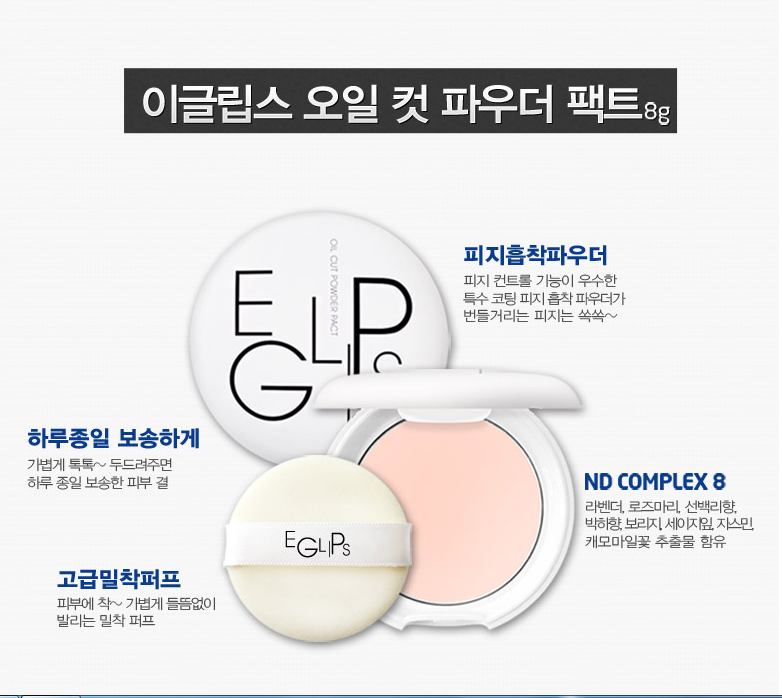 이글립스 오일 컷 파우더 팩트 8g
OIL CUT POWDER PACT
EGLIPS
피지흡착파우더
피지 컨트롤 기능이 우수한
특수 코팅 피지 흡착 파우더가
번들거리는 피지는 쏙쏙~
하루종일 보송하게
가볍게 톡톡~ 두드려주면
하루 종일 보송한 피부 결
ND COMPLEX 8
라벤더, 로즈마리, 선백리향,
박하향, 보리지, 세이지잎, 자스민,
캐모마일꽃 추출물 함유
EGLIPS
고급밀착퍼프
피부에 착~ 가볍게 들뜸없이
발리는 밀착 퍼프